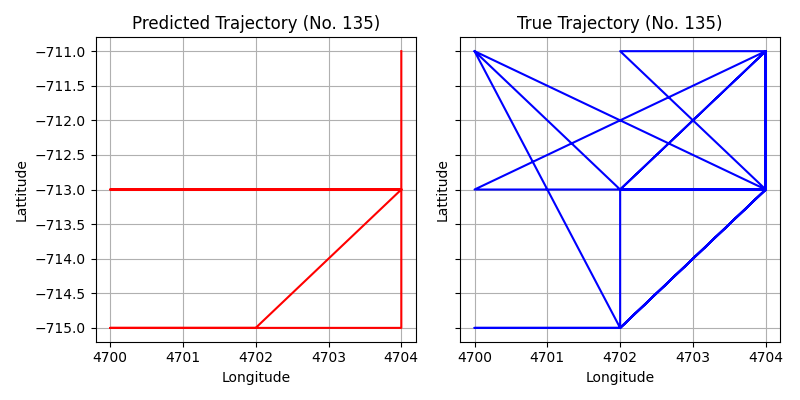 Predicted Trajectory (No. 135)
True Trajectory (No. 135)
Lattitude
−711.0
−711.5
−712.0
−712.5
−713.0
−713.5
−714.0
−714.5
−715.0
4700 4701 4702 4703 4704
Longitude
Lattitude
4700 4701 4702 4703 4704
Longitude